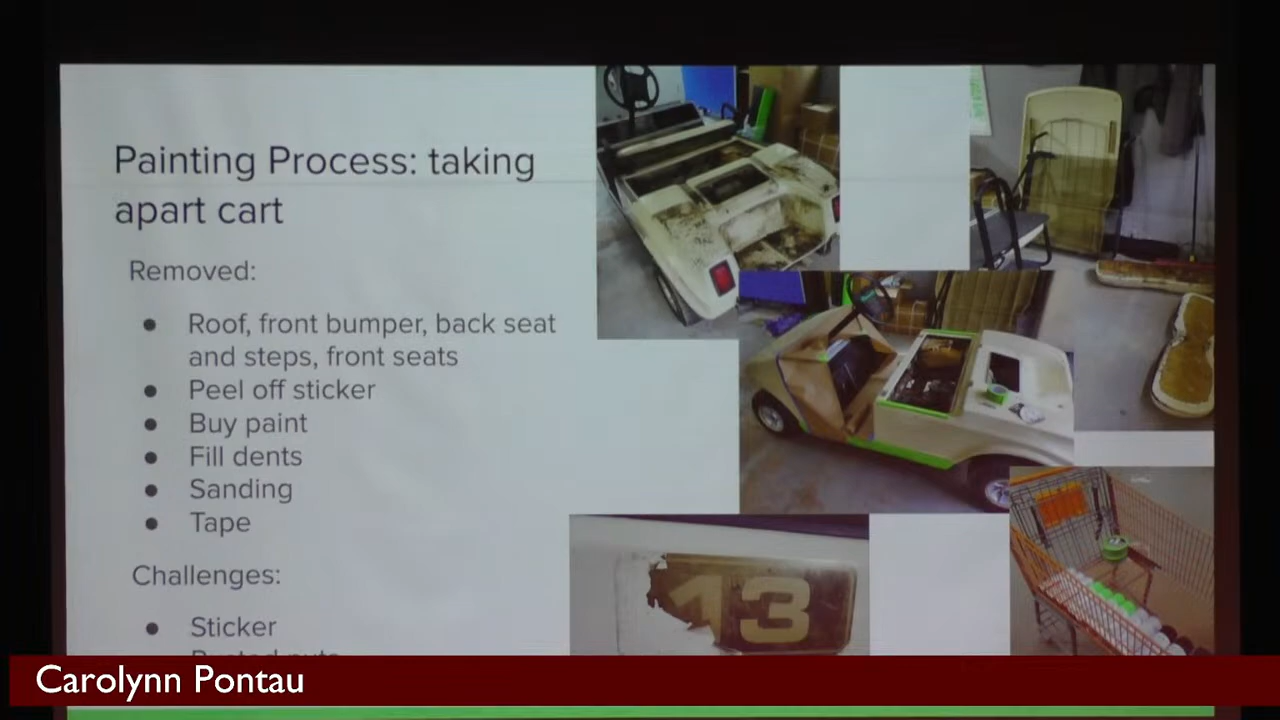 Painting Process: taking
apart cart
Removed:
● Roof, front bumper, back seat
and steps, front seats
● Peel off sticker
● Buy paint
● Fill dents
● Sanding
● Tape
Challenges:
● Sticker
13
Carolynn Pontau